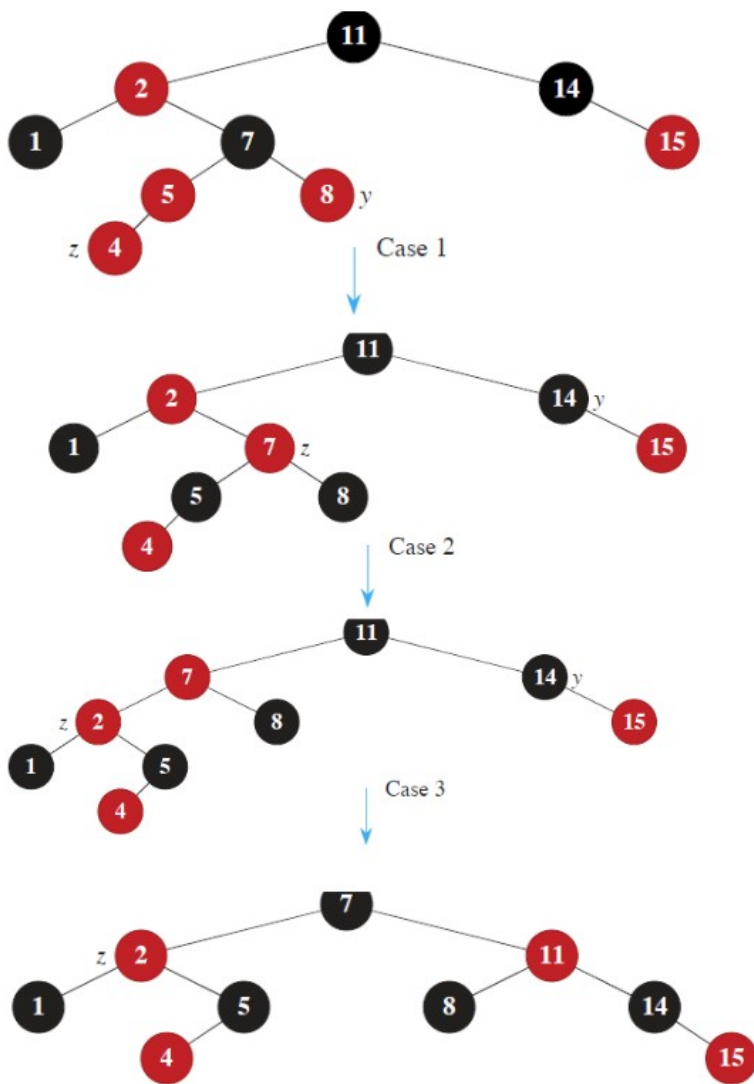 11
2 14
1 7 15
5 8 y
z 4
Case 1
11
2 14 y
1 7 z 15
5 8
4
Case 2
11
7 14 y
z 2 8 15
1 5
4
Case 3
7
z 2 11
1 5 8 14
4 15